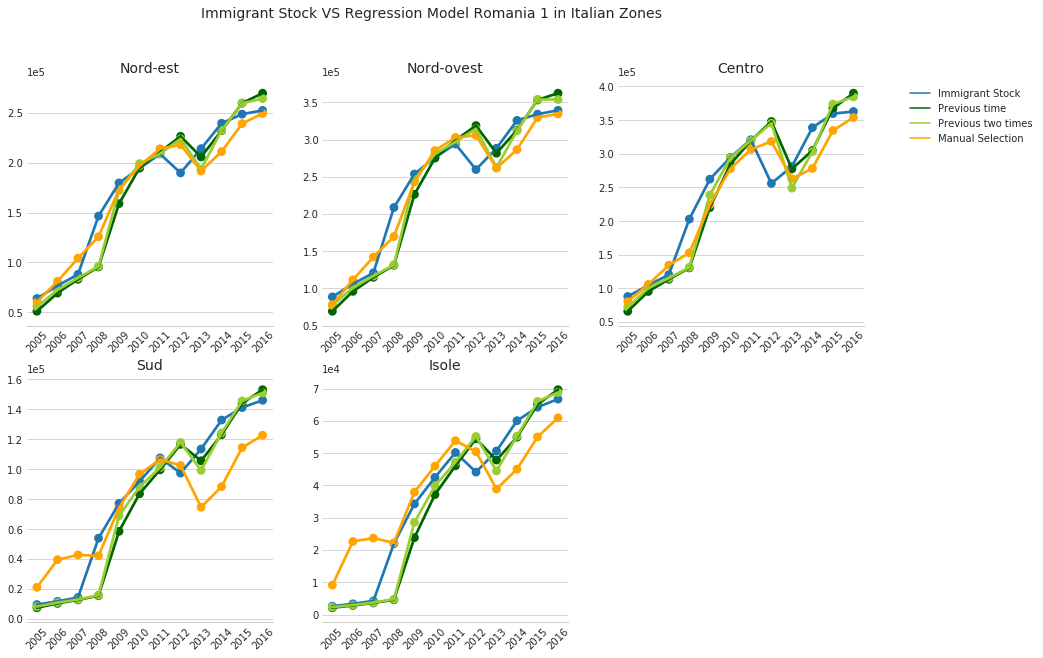 Immigrant Stock VS Regression Model Romania 1 in Italian Zones
Nord-est
1e5
2.5
2.0
1.5
1.0
0.5
2005 2006 2007 2008 2009 2010 2011 2012 2013 2014 2015 2016
Nord-ovest
1e5
3.5
3.0
2.5
2.0
1.5
1.0
0.5
2005 2006 2007 2008 2009 2010 2011 2012 2013 2014 2015 2016
Centro
1e5
4.0
3.5
3.0
2.5
2.0
1.5
1.0
0.5
2005 2006 2007 2008 2009 2010 2011 2012 2013 2014 2015 2016
Immigrant Stock
Previous time
Previous two times
Manual Selection
Sud
1e5
1.6
1.4
1.2
1.0
0.8
0.6
0.4
0.2
0.0
2005 2006 2007 2008 2009 2010 2011 2012 2013 2014 2015 2016
Isole
1e4
7
6
5
4
3
2
1
0
2005 2006 2007 2008 2009 2010 2011 2012 2013 2014 2015 2016